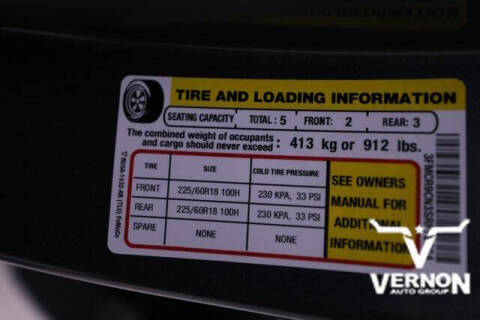 TIRE AND LOADING INFORMATION
SEATING CAPACITY TOTAL: 5 FRONT: 2 REAR: 3
The combined weight of occupants
and cargo should never exceed : 413 kg or 912 lbs.
TIRE SIZE COLD TIRE PRESSURE
FRONT 225/60R18 100H 230 KPA, 33 PSI
REAR 225/60R18 100H 230 KPA, 33 PSI
SPARE NONE NONE
SEE OWNERS
MANUAL FOR
ADDITIONAL
INFORMATION
VERNON
AUTO GROUP